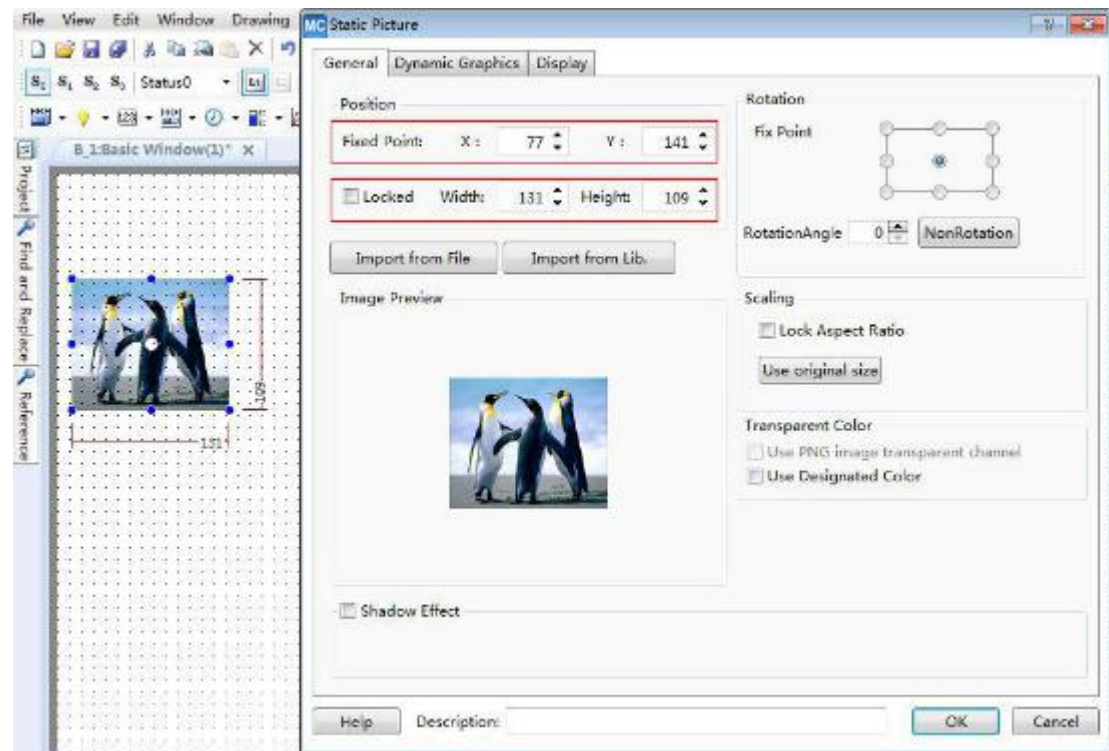 File View Edit Window Drawing
S0 S1 S2 S3 Status0
B_1:Basic Window(1)* X
Project
Find and Replace
Reference
109
131
MC Static Picture
General Dynamic Graphics Display
Position
Fixed Point: X : 77 Y : 141
Locked Width: 131 Height: 109
Import from File Import from Lib.
Image Preview
Rotation
Fix Point
RotationAngle 0 NonRotation
Scaling
Lock Aspect Ratio
Use original size
Transparent Color
Use PNG image transparent channel
Use Designated Color
Shadow Effect
Help Description: OK Cancel